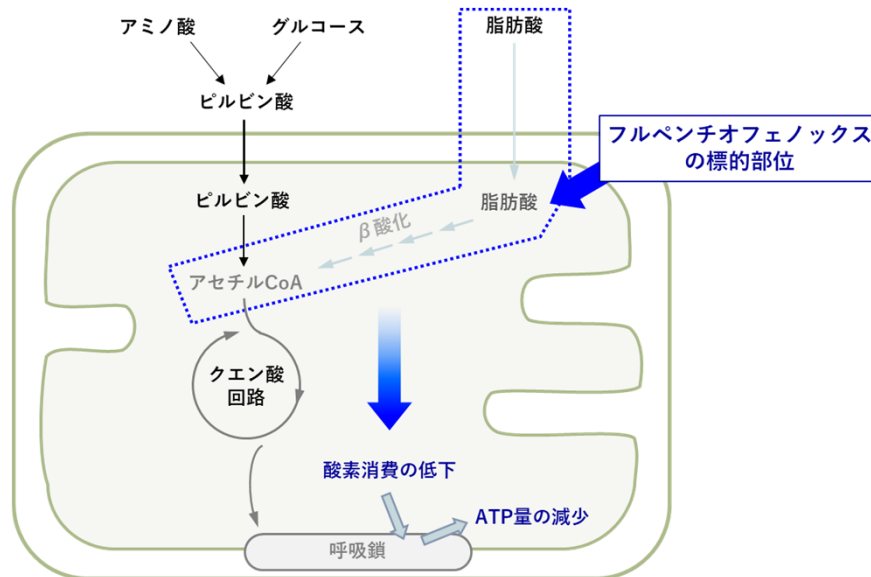 アミノ酸
グルコース
脂肪酸
ピルビン酸
フルペンチオフェノックス
の標的部位
ピルビン酸
脂肪酸
β酸化
アセチルCoA
クエン酸
回路
酸素消費の低下
ATP量の減少
呼吸鎖